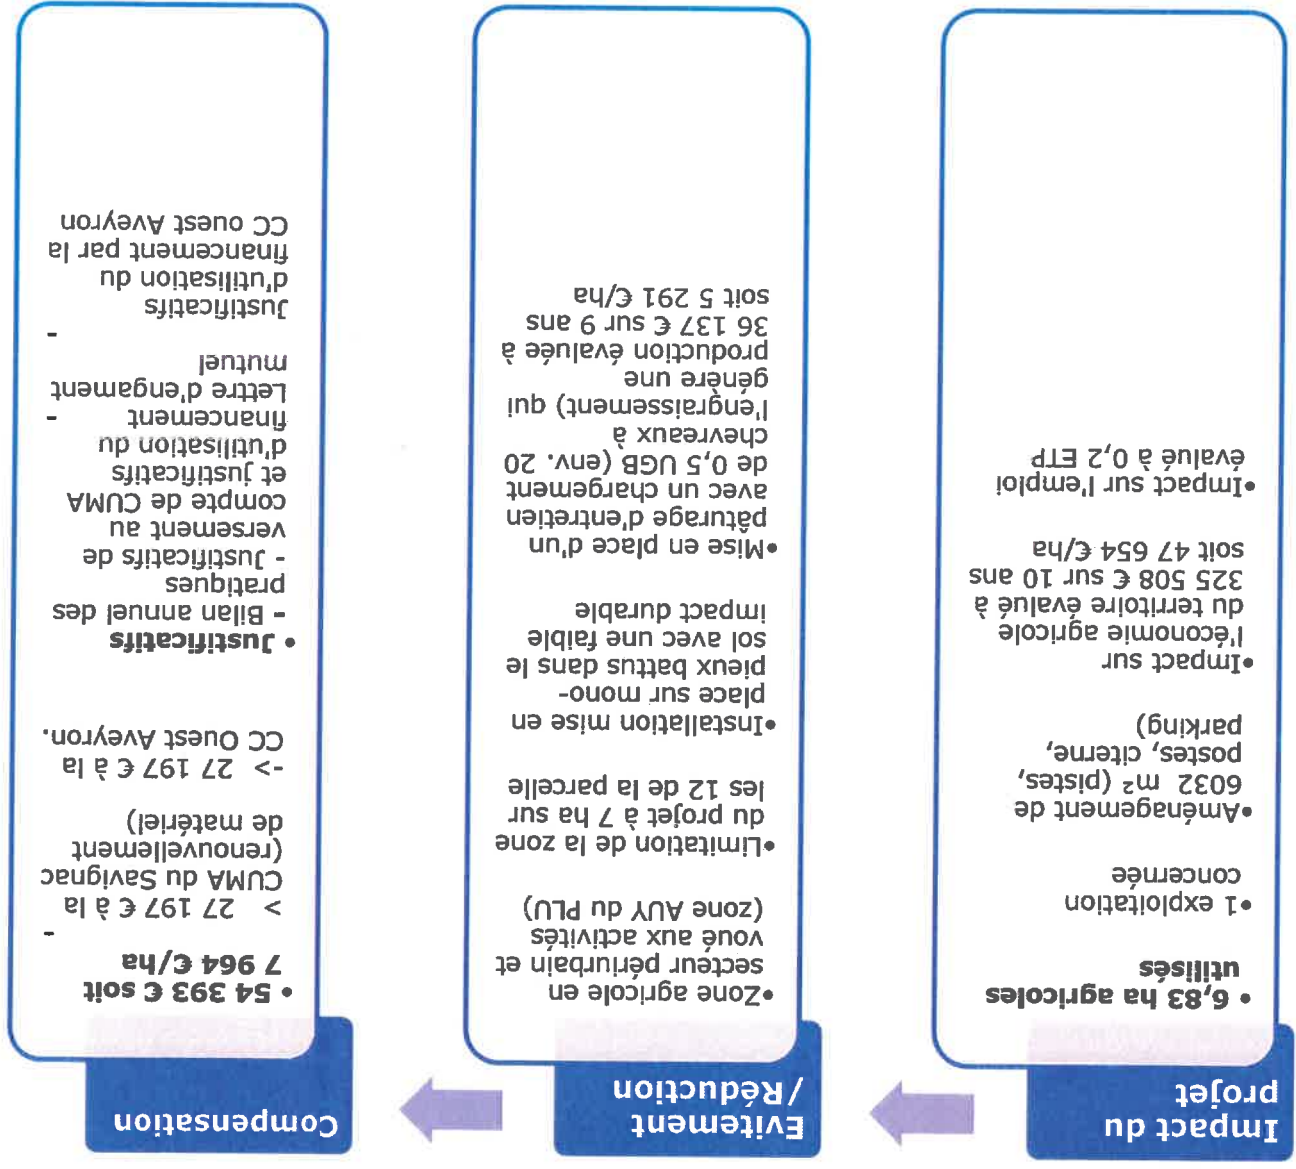 Impact du
projet
• 6,83 ha agricoles
utilisés
•1 exploitation
concernée
•Aménagement de
6032 m² (pistes,
postes, citerne,
parking)
•Impact sur
l'économie agricole
du territoire évalué à
325 508 € sur 10 ans
soit 47 654 €/ha
•Impact sur l'emploi
évalué à 0,2 ETP
Evitement
/Réduction
•Zone agricole en
secteur périurbain et
voué aux activités
(zone AUY du PLU)
•Limitation de la zone
du projet à 7 ha sur
les 12 de la parcelle
•Installation mise en
place sur mono-
pieux battus dans le
sol avec une faible
impact durable
•Mise en place d'un
pâturage d'entretien
avec un chargement
de 0,5 UGB (env. 20
chevreaux à
l'engraissement) qui
génère une
production évaluée à
36 137 € sur 9 ans
soit 5 291 €/ha
Compensation
• 54 393 € soit
7 964 €/ha
-
> 27 197 € à la
CUMA du Savignac
(renouvellement
de matériel)
-> 27 197 € à la
CC Ouest Aveyron.
• Justificatifs
- Bilan annuel des
pratiques
- Justificatifs de
versement au
compte de CUMA
et justificatifs
d'utilisation du
financement -
Lettre d'engament
mutuel
-
Justificatifs
d'utilisation du
financement par la
CC ouest Aveyron